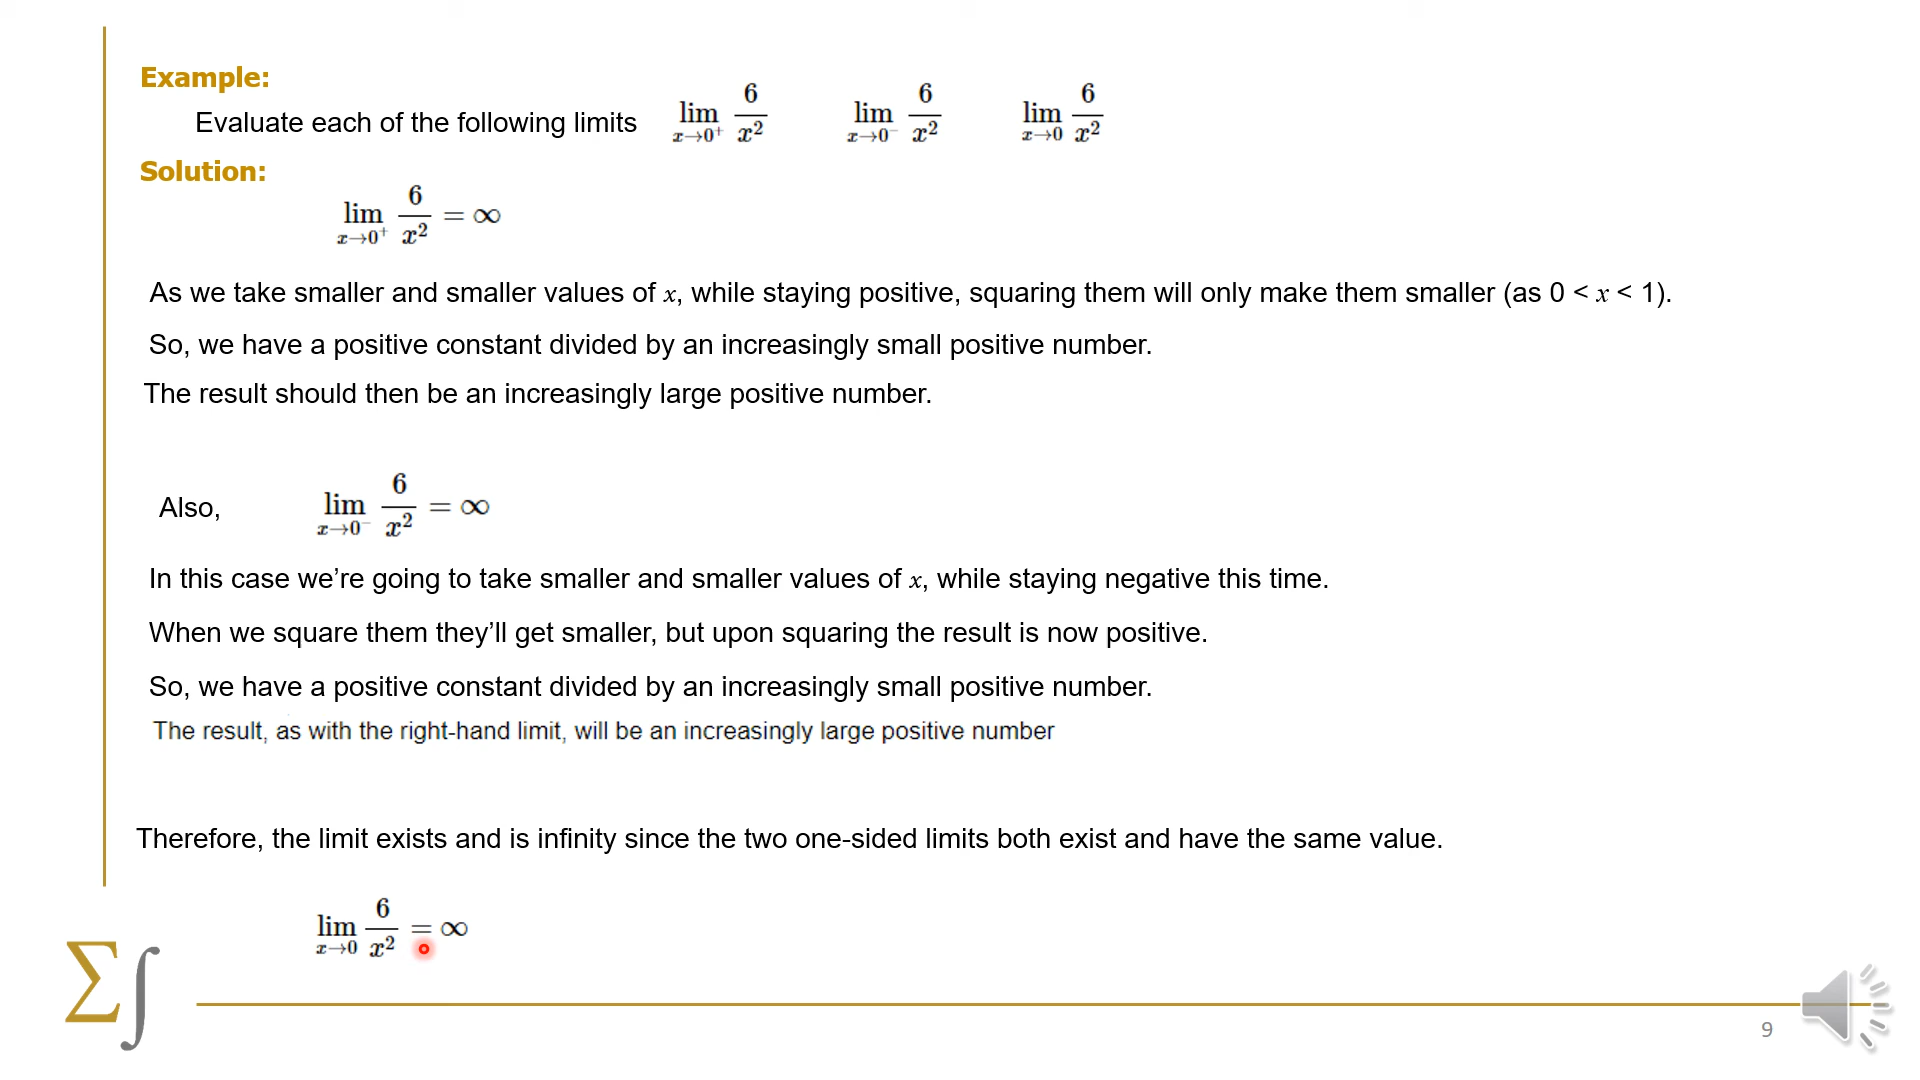 Example:
Evaluate each of the following limits lim x→0⁺ 6/x² lim x→0⁻ 6/x² lim x→0 6/x²
Solution:
lim x→0⁺ 6/x² = ∞
As we take smaller and smaller values of x, while staying positive, squaring them will only make them smaller (as 0 < x < 1).
So, we have a positive constant divided by an increasingly small positive number.
The result should then be an increasingly large positive number.
Also, lim x→0⁻ 6/x² = ∞
In this case we’re going to take smaller and smaller values of x, while staying negative this time.
When we square them they’ll get smaller, but upon squaring the result is now positive.
So, we have a positive constant divided by an increasingly small positive number.
The result, as with the right-hand limit, will be an increasingly large positive number
Therefore, the limit exists and is infinity since the two one-sided limits both exist and have the same value.
lim x→0 6/x² = ∞
∑∫
9